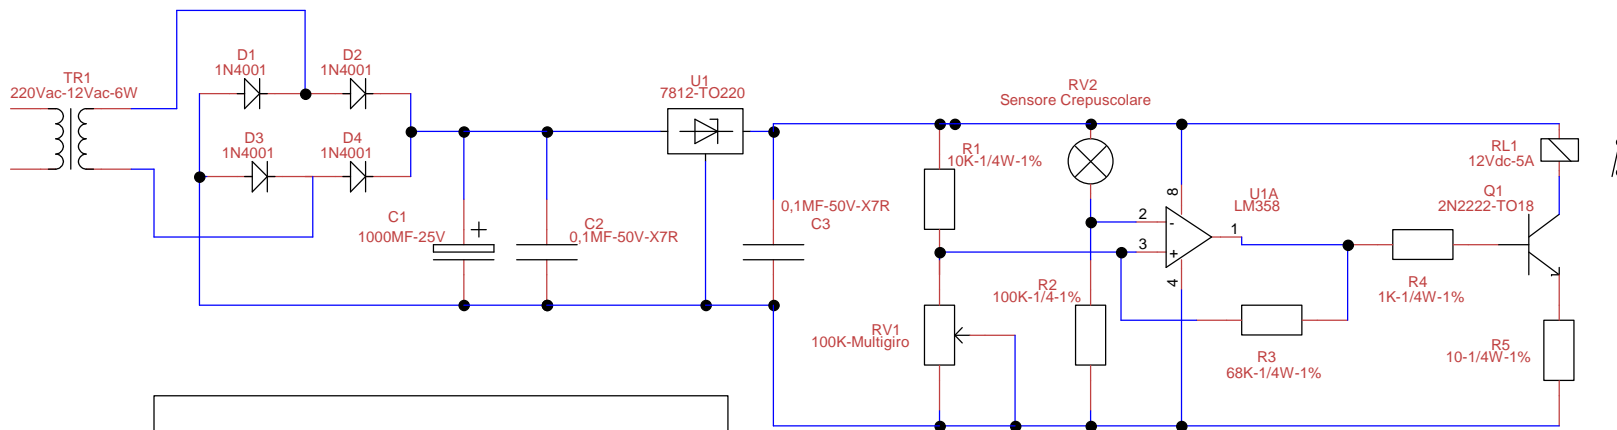 TR1
220Vac-12Vac-6W
D1
1N4001
D2
1N4001
D3
1N4001
D4
1N4001
C1
1000MF-25V
+
C2
0,1MF-50V-X7R
U1
7812-TO220
0,1MF-50V-X7R
C3
R1
10K-1/4W-1%
RV1
100K-Multigiro
RV2
Sensore Crepuscolare
R2
100K-1/4-1%
U1A
LM358
8
2
-
3
+
1
4
R3
68K-1/4W-1%
R4
1K-1/4W-1%
Q1
2N2222-TO18
RL1
12Vdc-5A
R5
10-1/4W-1%